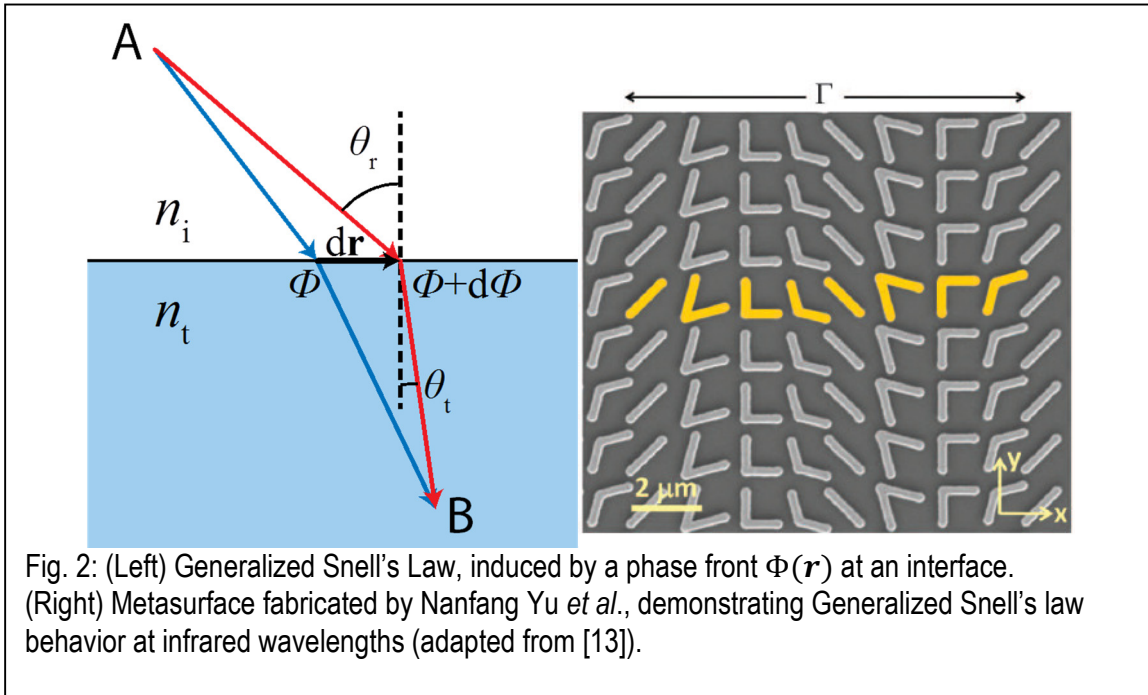 A
θr
ni
dr
Φ
Φ+dΦ
nt
θt
B
Γ
2 μm
y
x
Fig. 2: (Left) Generalized Snell’s Law, induced by a phase front Φ(r) at an interface.
(Right) Metasurface fabricated by Nanfang Yu et al., demonstrating Generalized Snell’s law
behavior at infrared wavelengths (adapted from [13]).